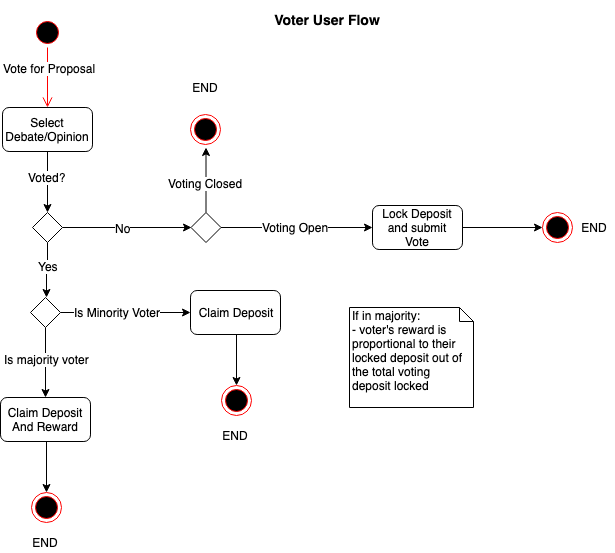 Voter User Flow
Vote for Proposal
END
Select
Debate/Opinion
Voted?
Voting Closed
No
Voting Open
Lock Deposit
and submit
Vote
END
Yes
Is Minority Voter
Claim Deposit
If in majority:
- voter's reward is
proportional to their
locked deposit out of
the total voting
deposit locked
Is majority voter
Claim Deposit
And Reward
END
END